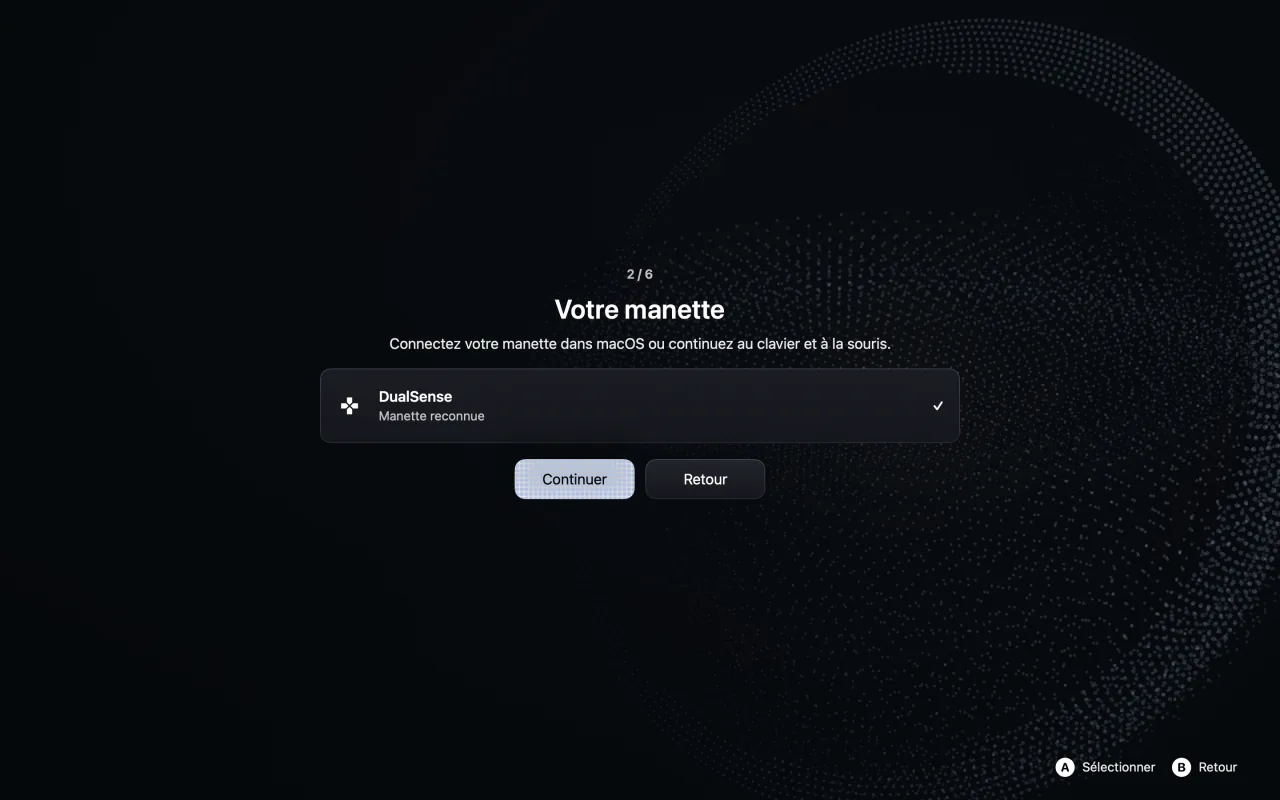 2 / 6
Votre manette
Connectez votre manette dans macOS ou continuez au clavier et à la souris.
DualSense
Manette reconnue
Continuer
Retour
A Sélectionner B Retour